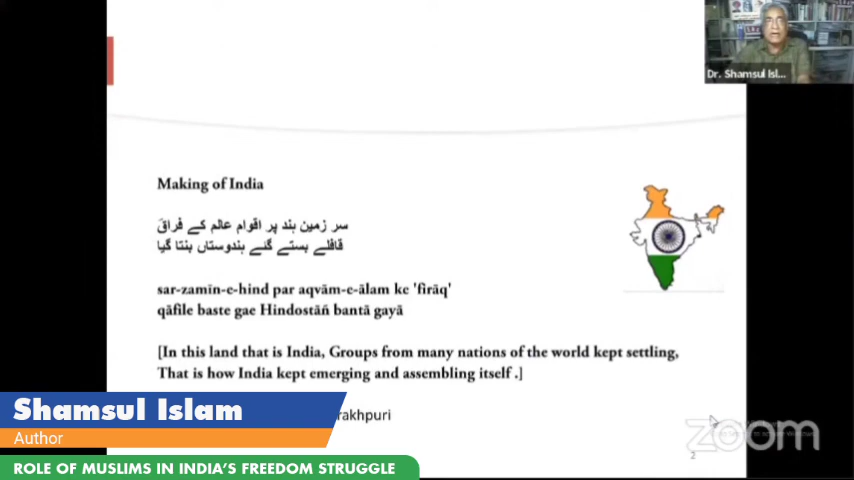 Dr. Shamsul Isl...
Making of India
سر زمین ہند پر اقوام عالم کے فراقؔ
قافلے بستے گئے ہندوستاں بنتا گیا
sar-zamīn-e-hind par aqvām-e-ālam ke 'firāq'
qāfile baste gae Hindostāñ bantā gayā
[In this land that is India, Groups from many nations of the world kept settling,
That is how India kept emerging and assembling itself .]
rakhpuri
Shamsul Islam
Author
ROLE OF MUSLIMS IN INDIA'S FREEDOM STRUGGLE
zoom
2